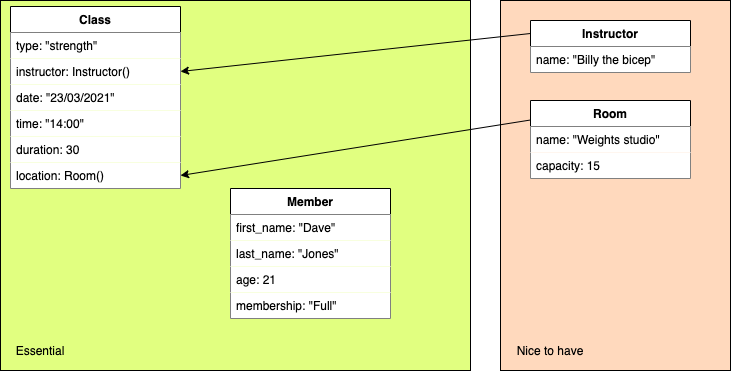 Class
type: "strength"
instructor: Instructor()
date: "23/03/2021"
time: "14:00"
duration: 30
location: Room()
Member
first_name: "Dave"
last_name: "Jones"
age: 21
membership: "Full"
Essential
Instructor
name: "Billy the bicep"
Room
name: "Weights studio"
capacity: 15
Nice to have